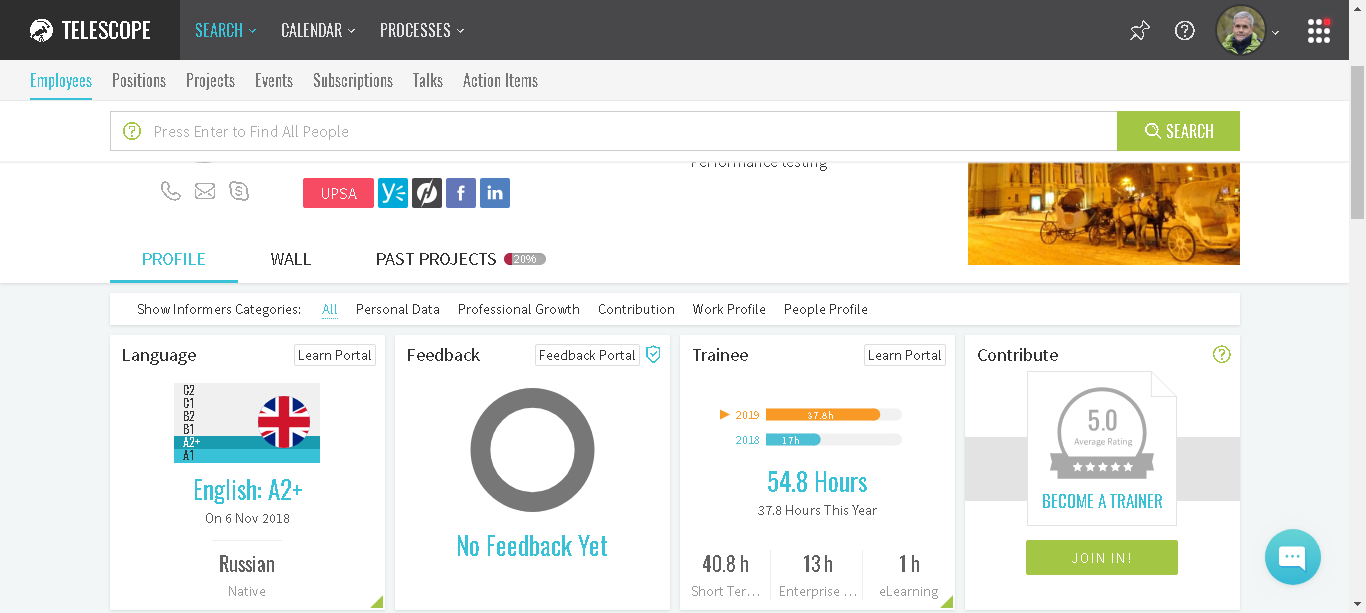 TELESCOPE
SEARCH CALENDAR PROCESSES
Employees Positions Projects Events Subscriptions Talks Action Items
Press Enter to Find All People
SEARCH
Performance testing
UPSA
PROFILE WALL PAST PROJECTS 20%
Show Informers Categories: All Personal Data Professional Growth Contribution Work Profile People Profile
Language Learn Portal
C2
C1
B2
B1
A2+
A1
English: A2+
On 6 Nov 2018
Russian
Native
Feedback Feedback Portal
No Feedback Yet
Trainee Learn Portal
2019 37.8h
2018 17h
54.8 Hours
37.8 Hours This Year
40.8 h 13 h 1 h
Short Ter... Enterprise ... eLearning
Contribute
5.0
Average Rating
BECOME A TRAINER
JOIN IN!